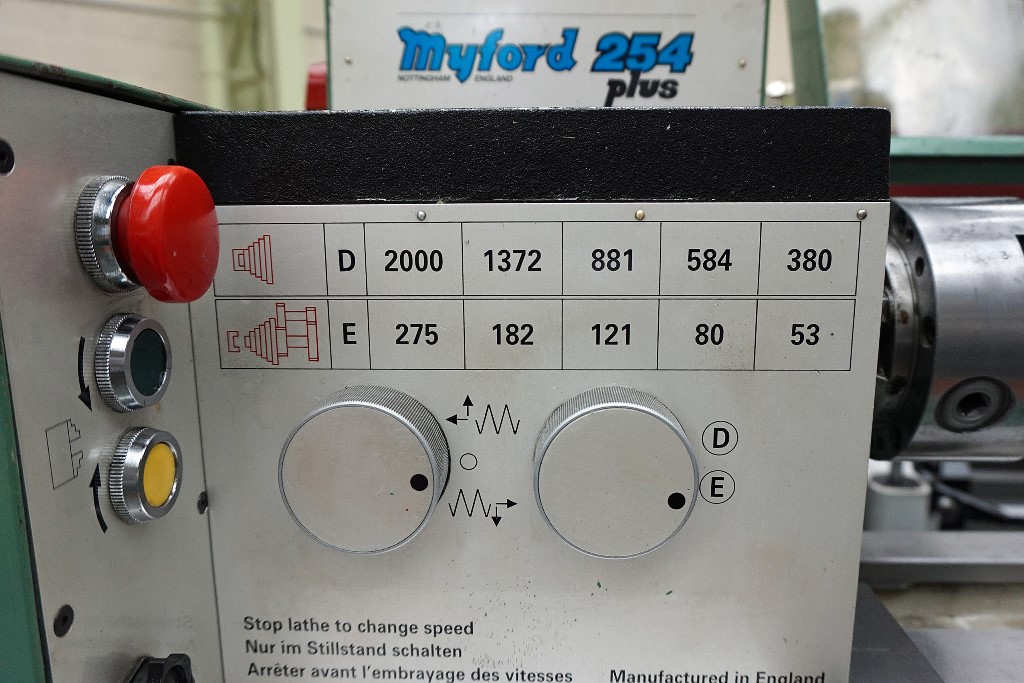 Myford 254
NOTTINGHAM ENGLAND
plus
D 2000 1372 881 584 380
E 275 182 121 80 53
D
E
Stop lathe to change speed
Nur im Stillstand schalten
Arrêter avant l'embrayage des vitesses
Manufactured in England